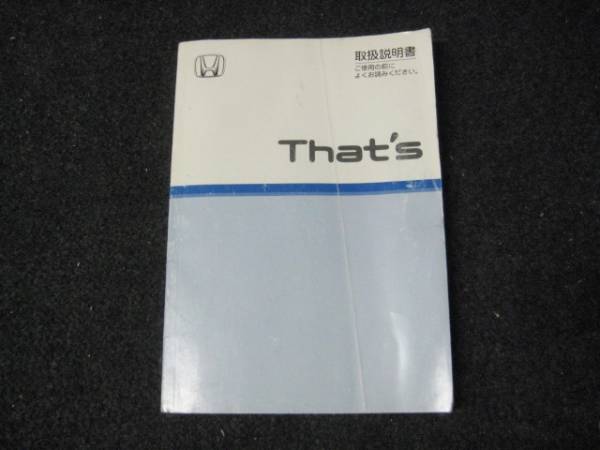 取扱説明書
ご使用の前に
よくお読みください。
That's